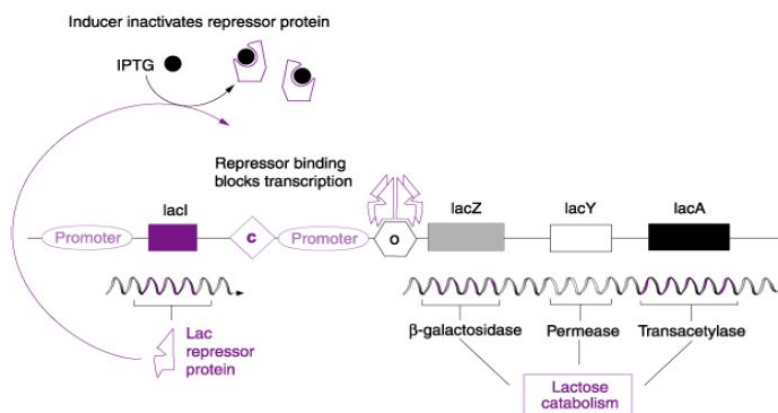 Inducer inactivates repressor protein
IPTG
Repressor binding
blocks transcription
lacI
lacZ
lacY
lacA
Promoter
C
Promoter
O
β-galactosidase
Permease
Transacetylase
Lac
repressor
protein
Lactose
catabolism